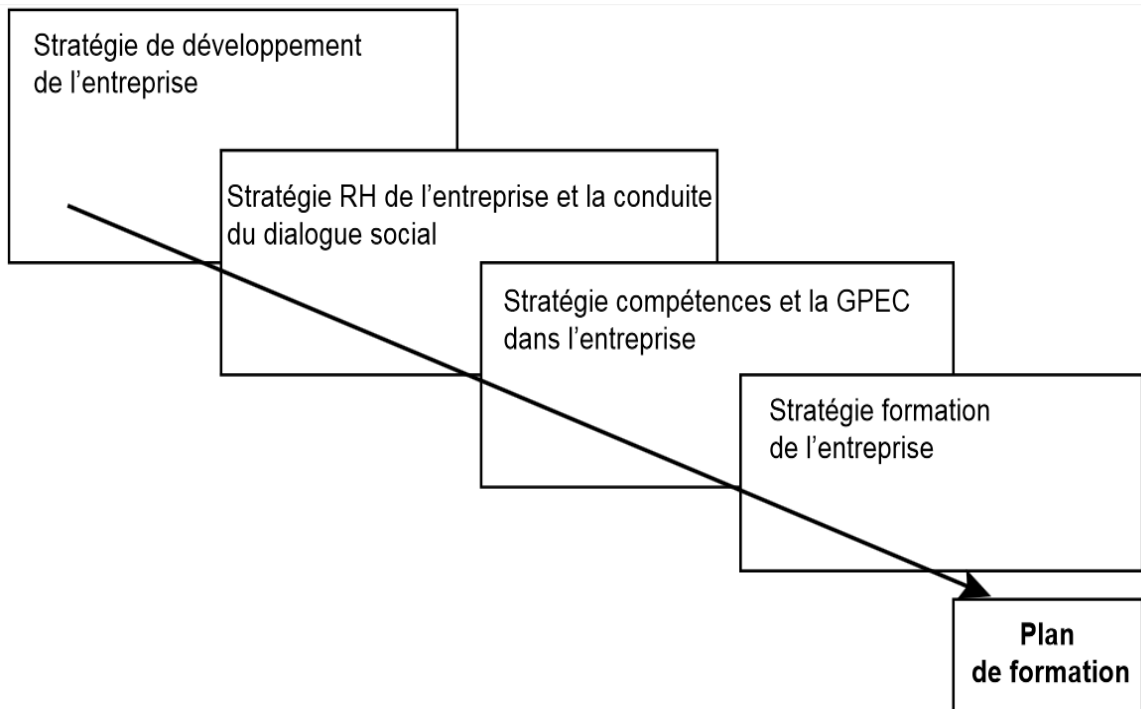 Stratégie de développement
de l’entreprise
Stratégie RH de l’entreprise et la conduite
du dialogue social
Stratégie compétences et la GPEC
dans l’entreprise
Stratégie formation
de l’entreprise
Plan
de formation